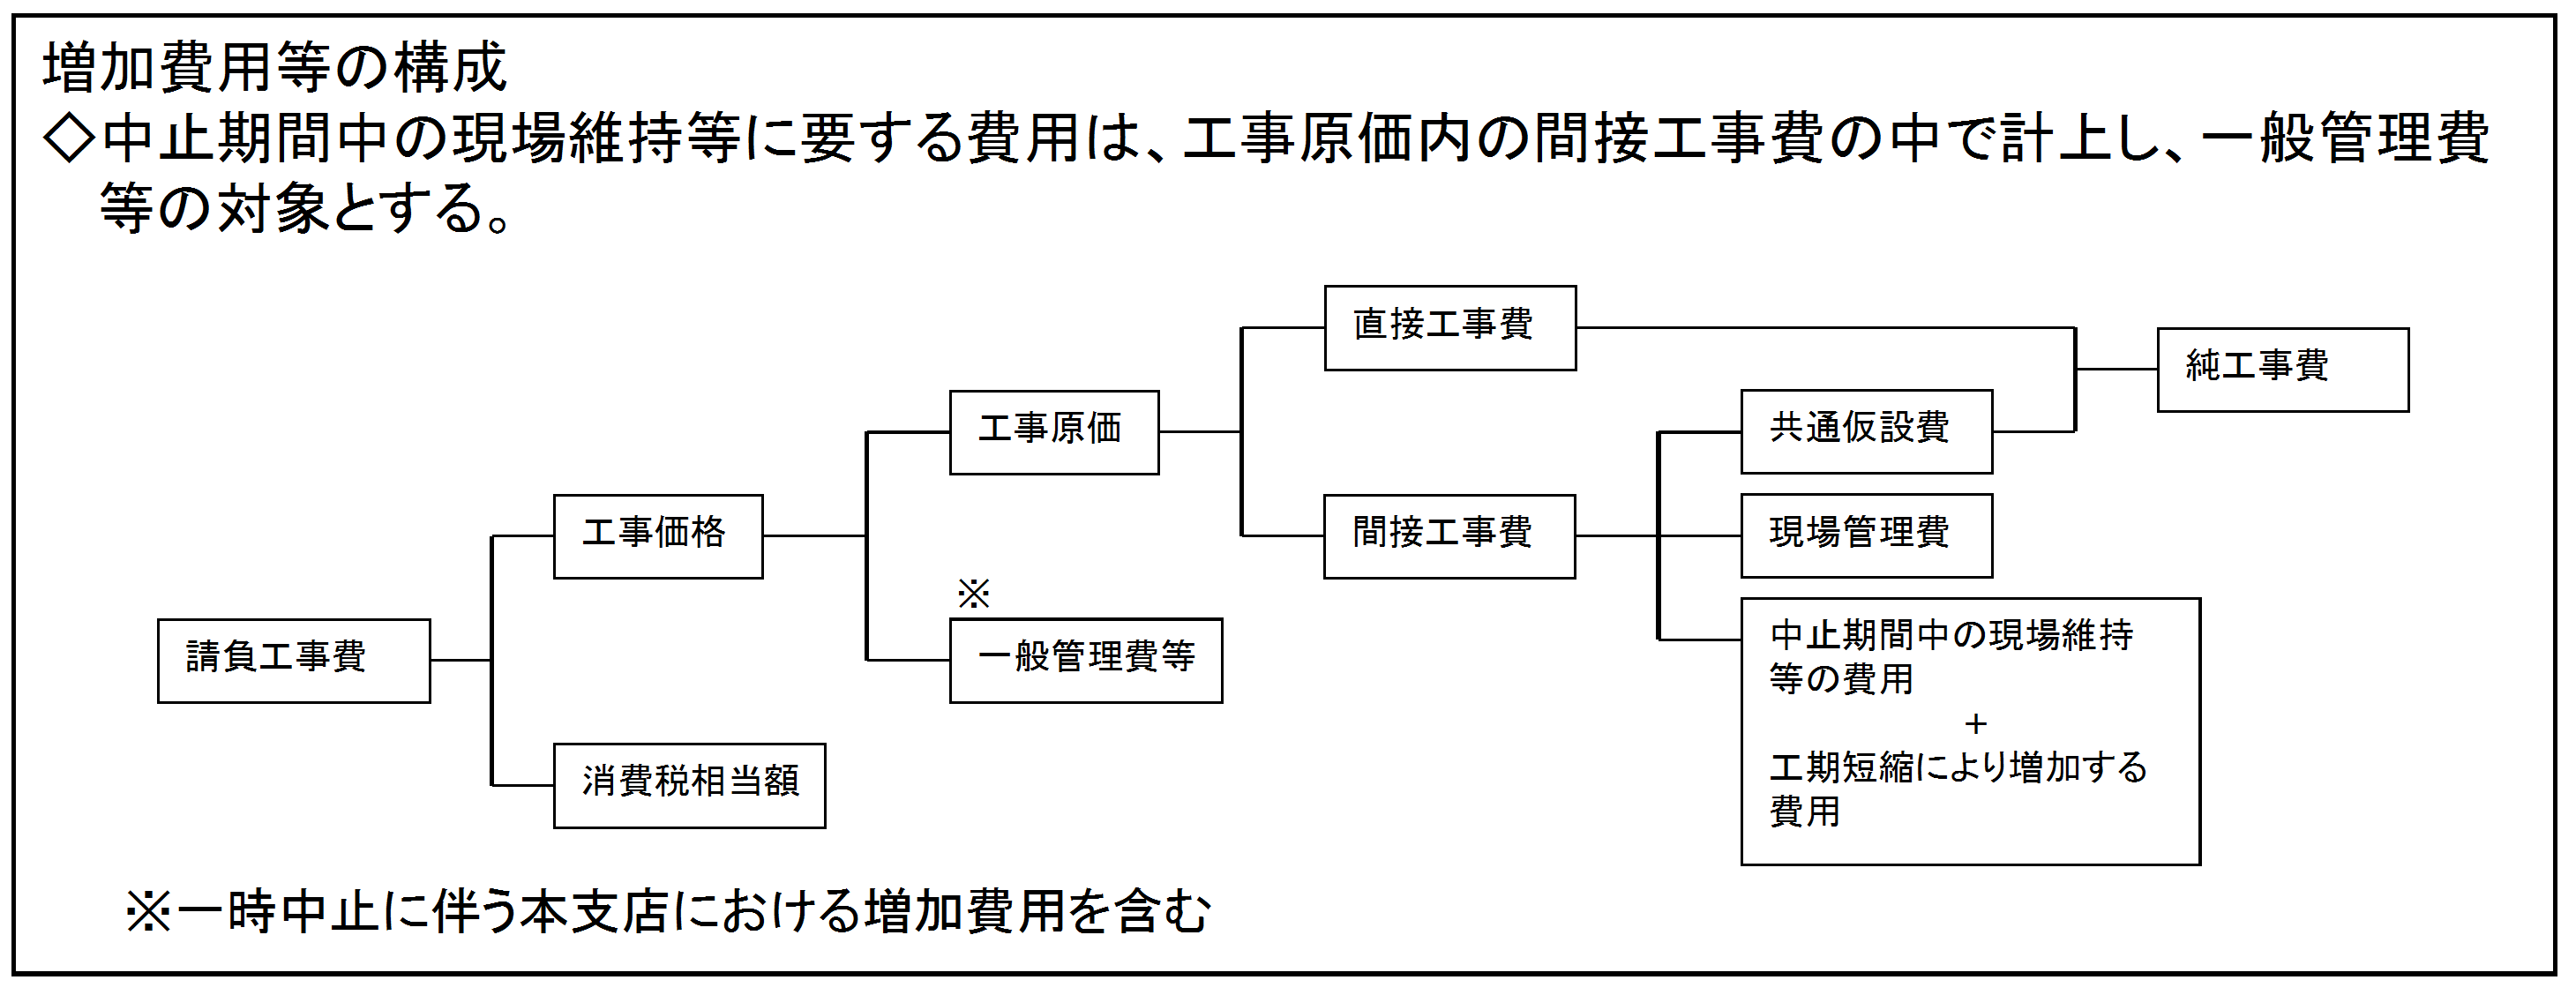 増加費用等の構成
◇中止期間中の現場維持等に要する費用は、工事原価内の間接工事費の中で計上し、一般管理費
等の対象とする。
直接工事費
純工事費
工事原価
共通仮設費
工事価格
間接工事費
現場管理費
※
請負工事費
一般管理費等
中止期間中の現場維持
等の費用
+
工期短縮により増加する
費用
消費税相当額
※一時中止に伴う本支店における増加費用を含む